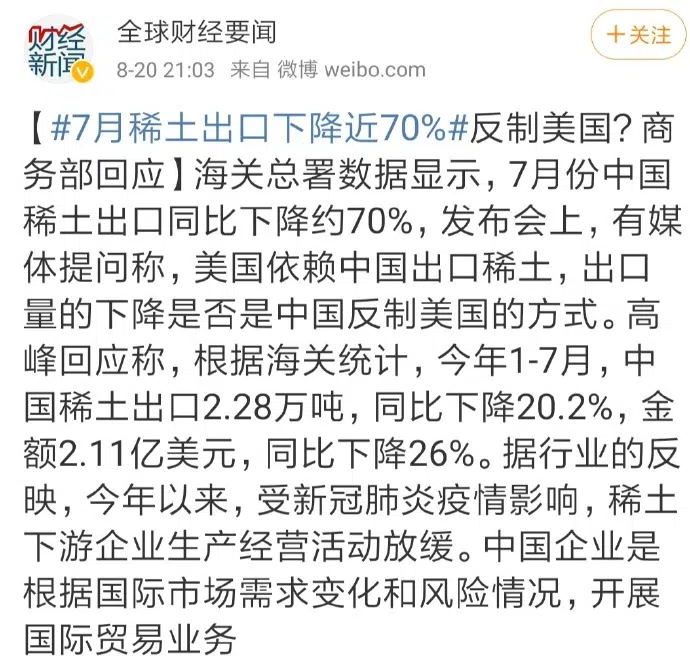 财经
新闻
全球财经要闻
+关注
8-20 21:03 来自 微博 weibo.com
【#7月稀土出口下降近70%#反制美国？商
务部回应】海关总署数据显示，7月份中国
稀土出口同比下降约70%，发布会上，有媒
体提问称，美国依赖中国出口稀土，出口
量的下降是否是中国反制美国的方式。高
峰回应称，根据海关统计，今年1-7月，中
国稀土出口2.28万吨，同比下降20.2%，金
额2.11亿美元，同比下降26%。据行业的反
映，今年以来，受新冠肺炎疫情影响，稀土
下游企业生产经营活动放缓。中国企业是
根据国际市场需求变化和风险情况，开展
国际贸易业务